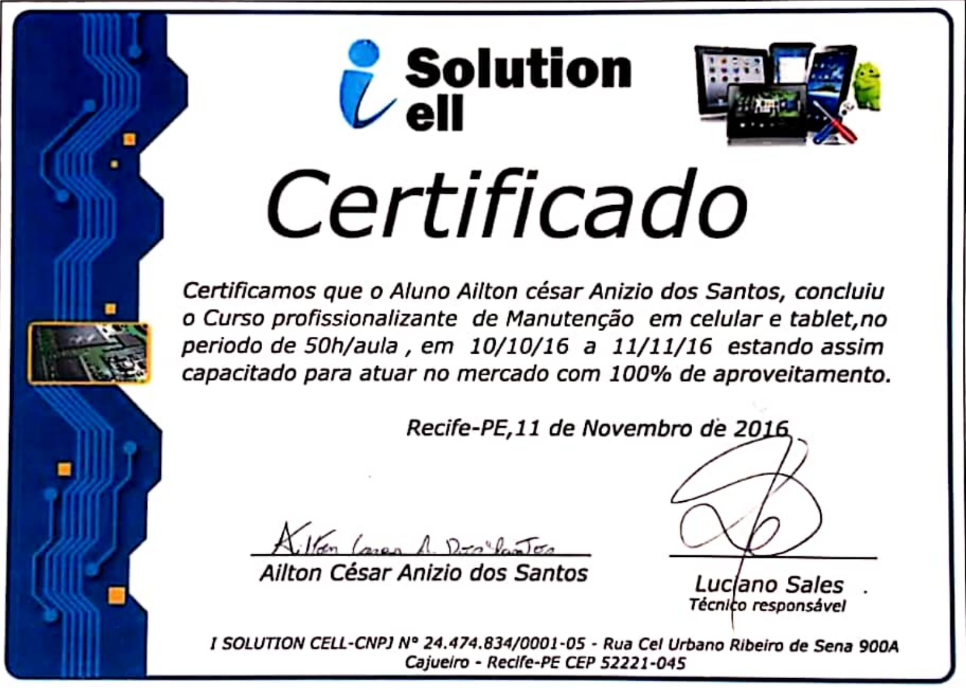 i Solution
ell
Certificado
Certificamos que o Aluno Ailton césar Anizio dos Santos, concluiu
o Curso profissionalizante de Manutenção em celular e tablet,no
periodo de 50h/aula , em 10/10/16 a 11/11/16 estando assim
capacitado para atuar no mercado com 100% de aproveitamento.
Recife-PE,11 de Novembro de 2016
Ailton Cesar A Dos Santos
Ailton César Anizio dos Santos
Luciano Sales
Técnico responsável
I SOLUTION CELL-CNPJ Nº 24.474.834/0001-05 - Rua Cel Urbano Ribeiro de Sena 900A
Cajueiro - Recife-PE CEP 52221-045